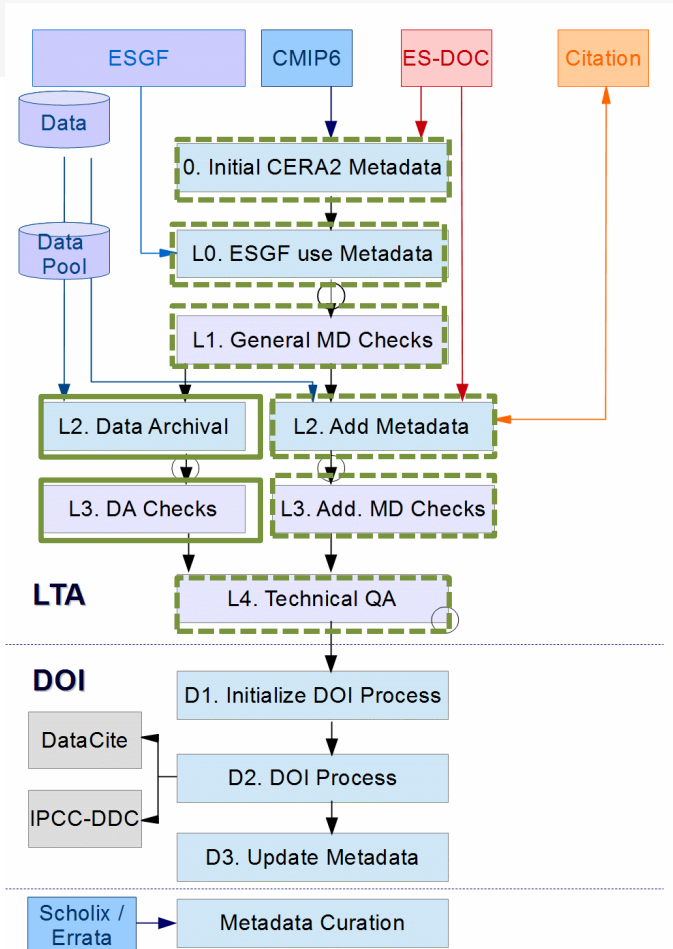 ESGF
CMIP6
ES-DOC
Citation
Data
0. Initial CERA2 Metadata
Data
Pool
L0. ESGF use Metadata
L1. General MD Checks
L2. Data Archival
L2. Add Metadata
L3. DA Checks
L3. Add. MD Checks
LTA
L4. Technical QA
DOI
D1. Initialize DOI Process
DataCite
D2. DOI Process
IPCC-DDC
D3. Update Metadata
Scholix /
Errata
Metadata Curation